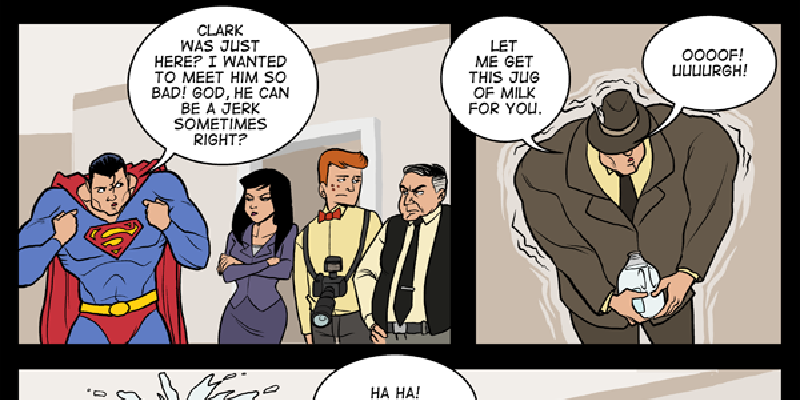 CLARK
WAS JUST
HERE? I WANTED
TO MEET HIM SO
BAD! GOD, HE CAN
BE A JERK
SOMETIMES
RIGHT?
S
LET
ME GET
THIS JUG
OF MILK
FOR YOU.
OOOOF!
UUUURGH!
HA HA!